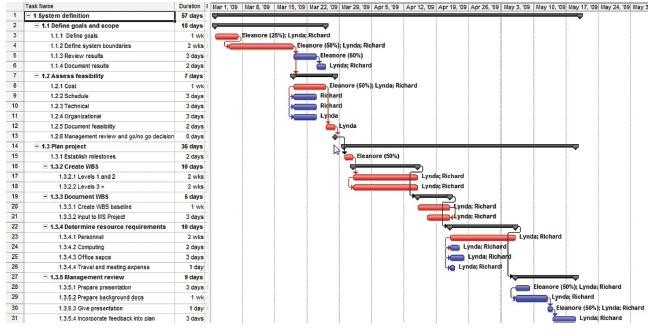 Task Name Duration Mar 1, '09 Mar 8, '09 Mar 15, '09 Mar 22, '09 Mar 29, '09 Apr 5, '09 Apr 12, '09 Apr 19, '09 Apr 26, '09 May 3, '09 May 10, '09 May 17, '09 May 24, '09 May 3
1 1 System definition 57 days
2 1.1 Define goals and scope 18 days
3 1.1.1 Define goals 1 wk Eleanore (25%); Lynda; Richard
4 1.1.2 Define system boundaries 2 wks Eleanore (50%); Lynda; Richard
5 1.1.3 Review results 3 days Eleanore (50%)
6 1.1.4 Document results 2 days Lynda; Richard
7 1.2 Assess feasibility 7 days
8 1.2.1 Cost 1 wk Eleanore (50%); Lynda; Richard
9 1.2.2 Schedule 3 days Richard
10 1.2.3 Technical 3 days Richard
11 1.2.4 Organizational 3 days Lynda
12 1.2.5 Document feasibility 2 days Lynda
13 1.2.6 Management review and go/no go decision 0 days
14 1.3 Plan project 36 days
15 1.3.1 Establish milestones 2 days Eleanore (50%)
16 1.3.2 Create WBS 10 days
17 1.3.2.1 Levels 1 and 2 2 wks Lynda; Richard
18 1.3.2.2 Levels 3 + 2 wks Lynda; Richard
19 1.3.3 Document WBS 5 days
20 1.3.3.1 Create WBS baseline 1 wk Lynda; Richard
21 1.3.3.2 Input to MS Project 3 days Lynda; Richard
22 1.3.4 Determine resource requirements 10 days
23 1.3.4.1 Personnel 2 wks Lynda; Richard
24 1.3.4.2 Computing 2 days Lynda; Richard
25 1.3.4.3 Office sapce 3 days Lynda; Richard
26 1.3.4.4 Travel and meeting expense 1 day Lynda; Richard
27 1.3.5 Management review 9 days
28 1.3.5.1 Prepare presentation 3 days Eleanore (50%); Lynda; Richard
29 1.3.5.2 Prepare background docs 1 wk Lynda; Richard
30 1.3.5.3 Give presentation 1 day Eleanore (50%); Lynda; Richard
31 1.3.5.4 Incorporate feedback into plan 3 days Lynda; Richard